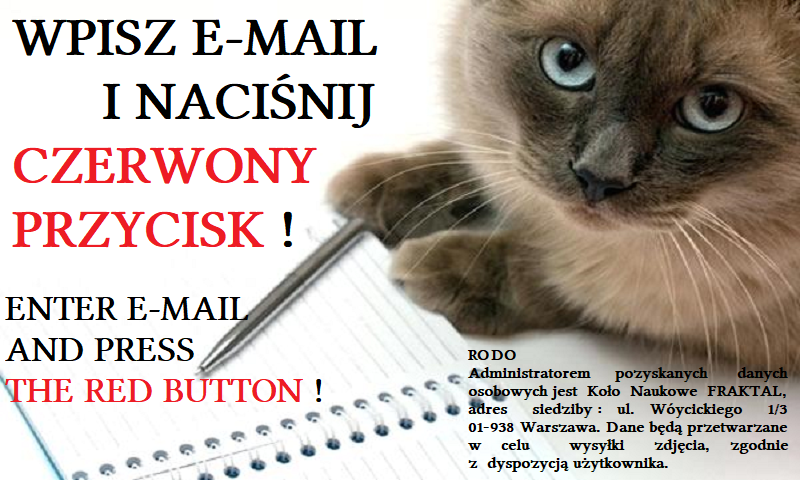 WPISZ E-MAIL
I NACIŚNIJ
CZERWONY
PRZYCISK !
ENTER E-MAIL
AND PRESS
THE RED BUTTON !
RODO
Administratorem pozyskanych danych
osobowych jest Koło Naukowe FRAKTAL,
adres siedziby : ul. Wóycickiego 1/3
01-938 Warszawa. Dane będą przetwarzane
w celu wysyłki zdjęcia, zgodnie
z dyspozycją użytkownika.